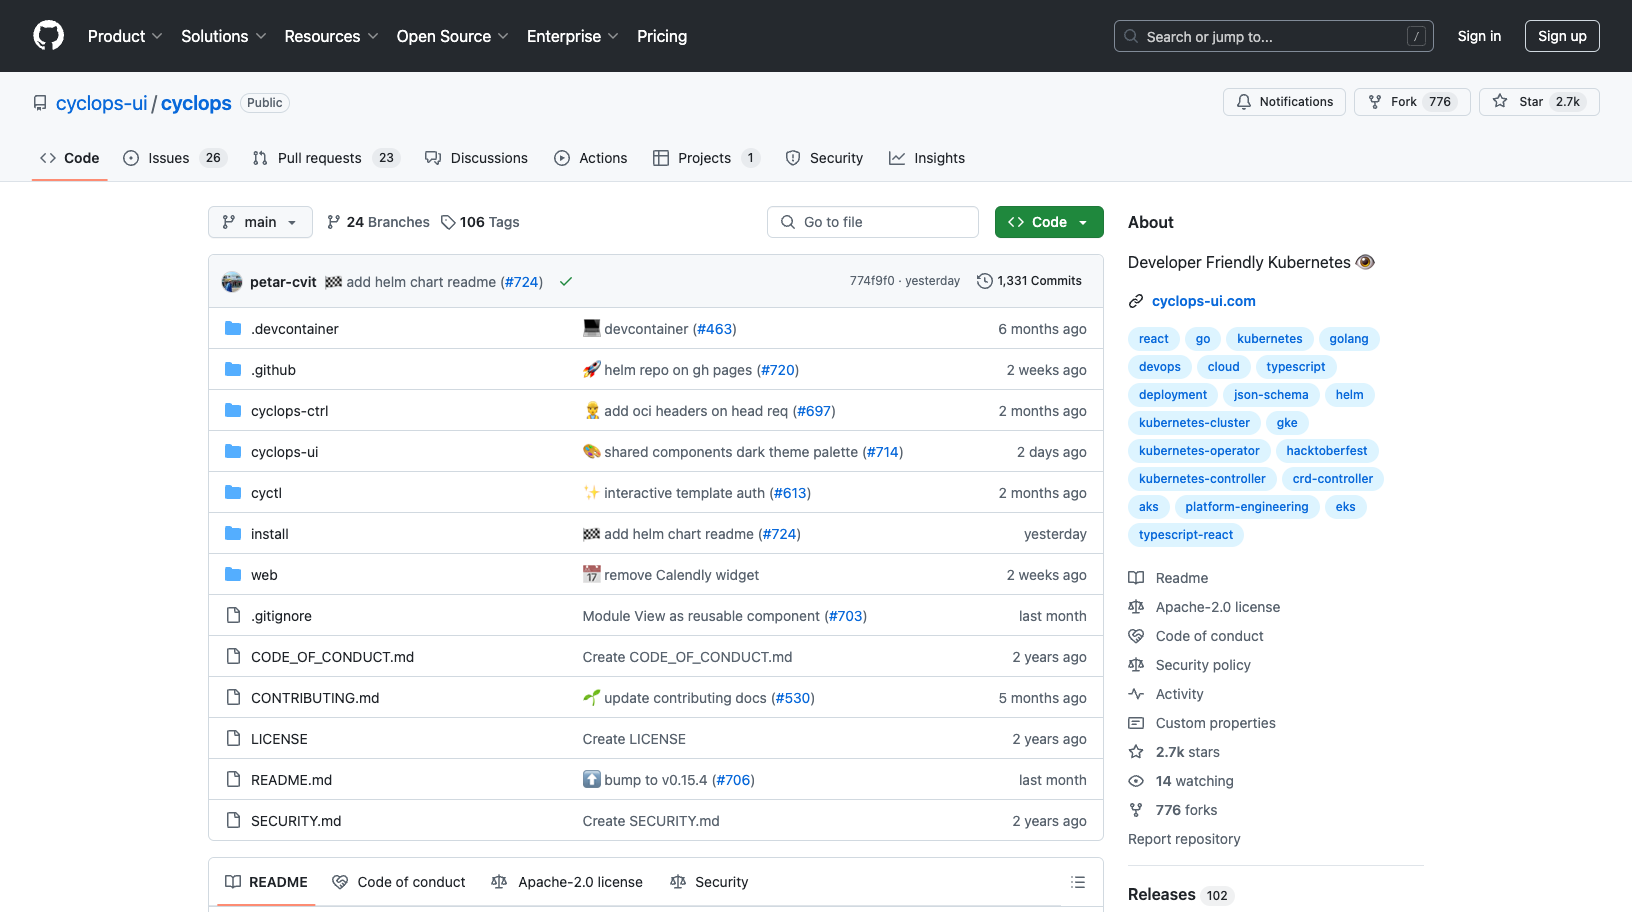 Product Solutions Resources Open Source Enterprise Pricing Search or jump to... / Sign in Sign up
cyclops-ui / cyclops Public Notifications Fork 776 Star 2.7k
Code Issues 26 Pull requests 23 Discussions Actions Projects 1 Security Insights
main 24 Branches 106 Tags Go to file Code
petar-cvit add helm chart readme (#724) 774f9f0 · yesterday 1,331 Commits
.devcontainer devcontainer (#463) 6 months ago
.github helm repo on gh pages (#720) 2 weeks ago
cyclops-ctrl add oci headers on head req (#697) 2 months ago
cyclops-ui shared components dark theme palette (#714) 2 days ago
cyctl interactive template auth (#613) 2 months ago
install add helm chart readme (#724) yesterday
web remove Calendly widget 2 weeks ago
.gitignore Module View as reusable component (#703) last month
CODE_OF_CONDUCT.md Create CODE_OF_CONDUCT.md 2 years ago
CONTRIBUTING.md update contributing docs (#530) 5 months ago
LICENSE Create LICENSE 2 years ago
README.md bump to v0.15.4 (#706) last month
SECURITY.md Create SECURITY.md 2 years ago
README Code of conduct Apache-2.0 license Security
About
Developer Friendly Kubernetes
cyclops-ui.com
react go kubernetes golang
devops cloud typescript
deployment json-schema helm
kubernetes-cluster gke
kubernetes-operator hacktoberfest
kubernetes-controller crd-controller
aks platform-engineering eks
typescript-react
Readme
Apache-2.0 license
Code of conduct
Security policy
Activity
Custom properties
2.7k stars
14 watching
776 forks
Report repository
Releases 102